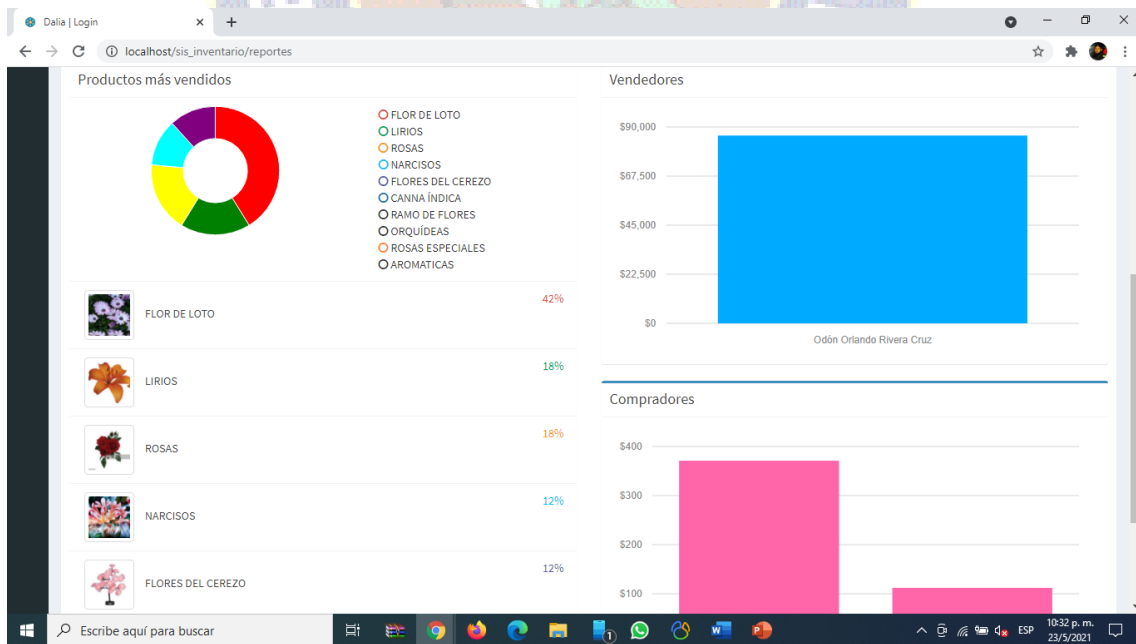 Dalia | Login
localhost/sis_inventario/reportes
Productos más vendidos
FLOR DE LOTO
LIRIOS
ROSAS
NARCISOS
FLORES DEL CEREZO
CANNA ÍNDICA
RAMO DE FLORES
ORQUÍDEAS
ROSAS ESPECIALES
AROMATICAS
FLOR DE LOTO
42%
LIRIOS
18%
ROSAS
18%
NARCISOS
12%
FLORES DEL CEREZO
12%
Vendedores
$90,000
$67,500
$45,000
$22,500
$0
Odón Orlando Rivera Cruz
Compradores
$400
$300
$200
$100
Escribe aquí para buscar
1
ESP
10:32 p. m.
23/5/2021